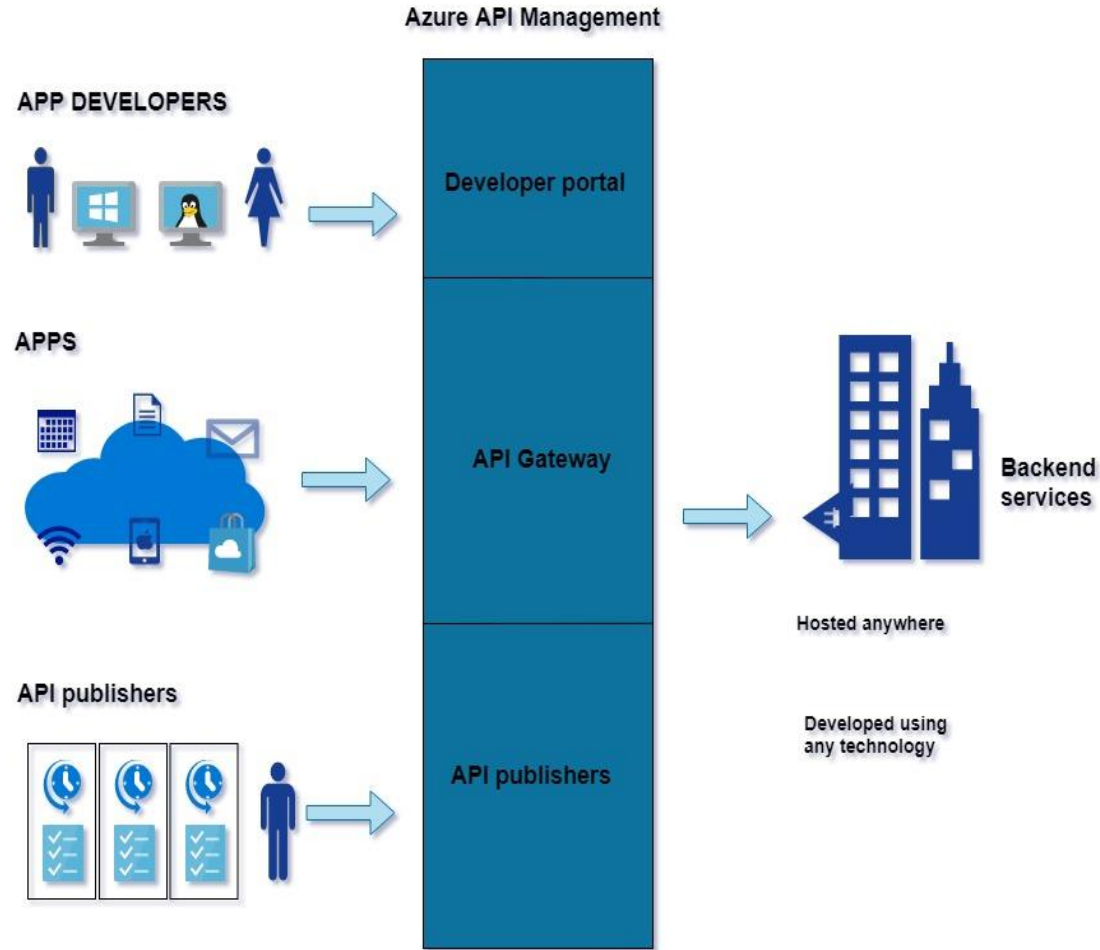 Azure API Management
APP DEVELOPERS
Developer portal
APPS
API Gateway
Backend
services
Hosted anywhere
API publishers
Developed using
any technology
API publishers